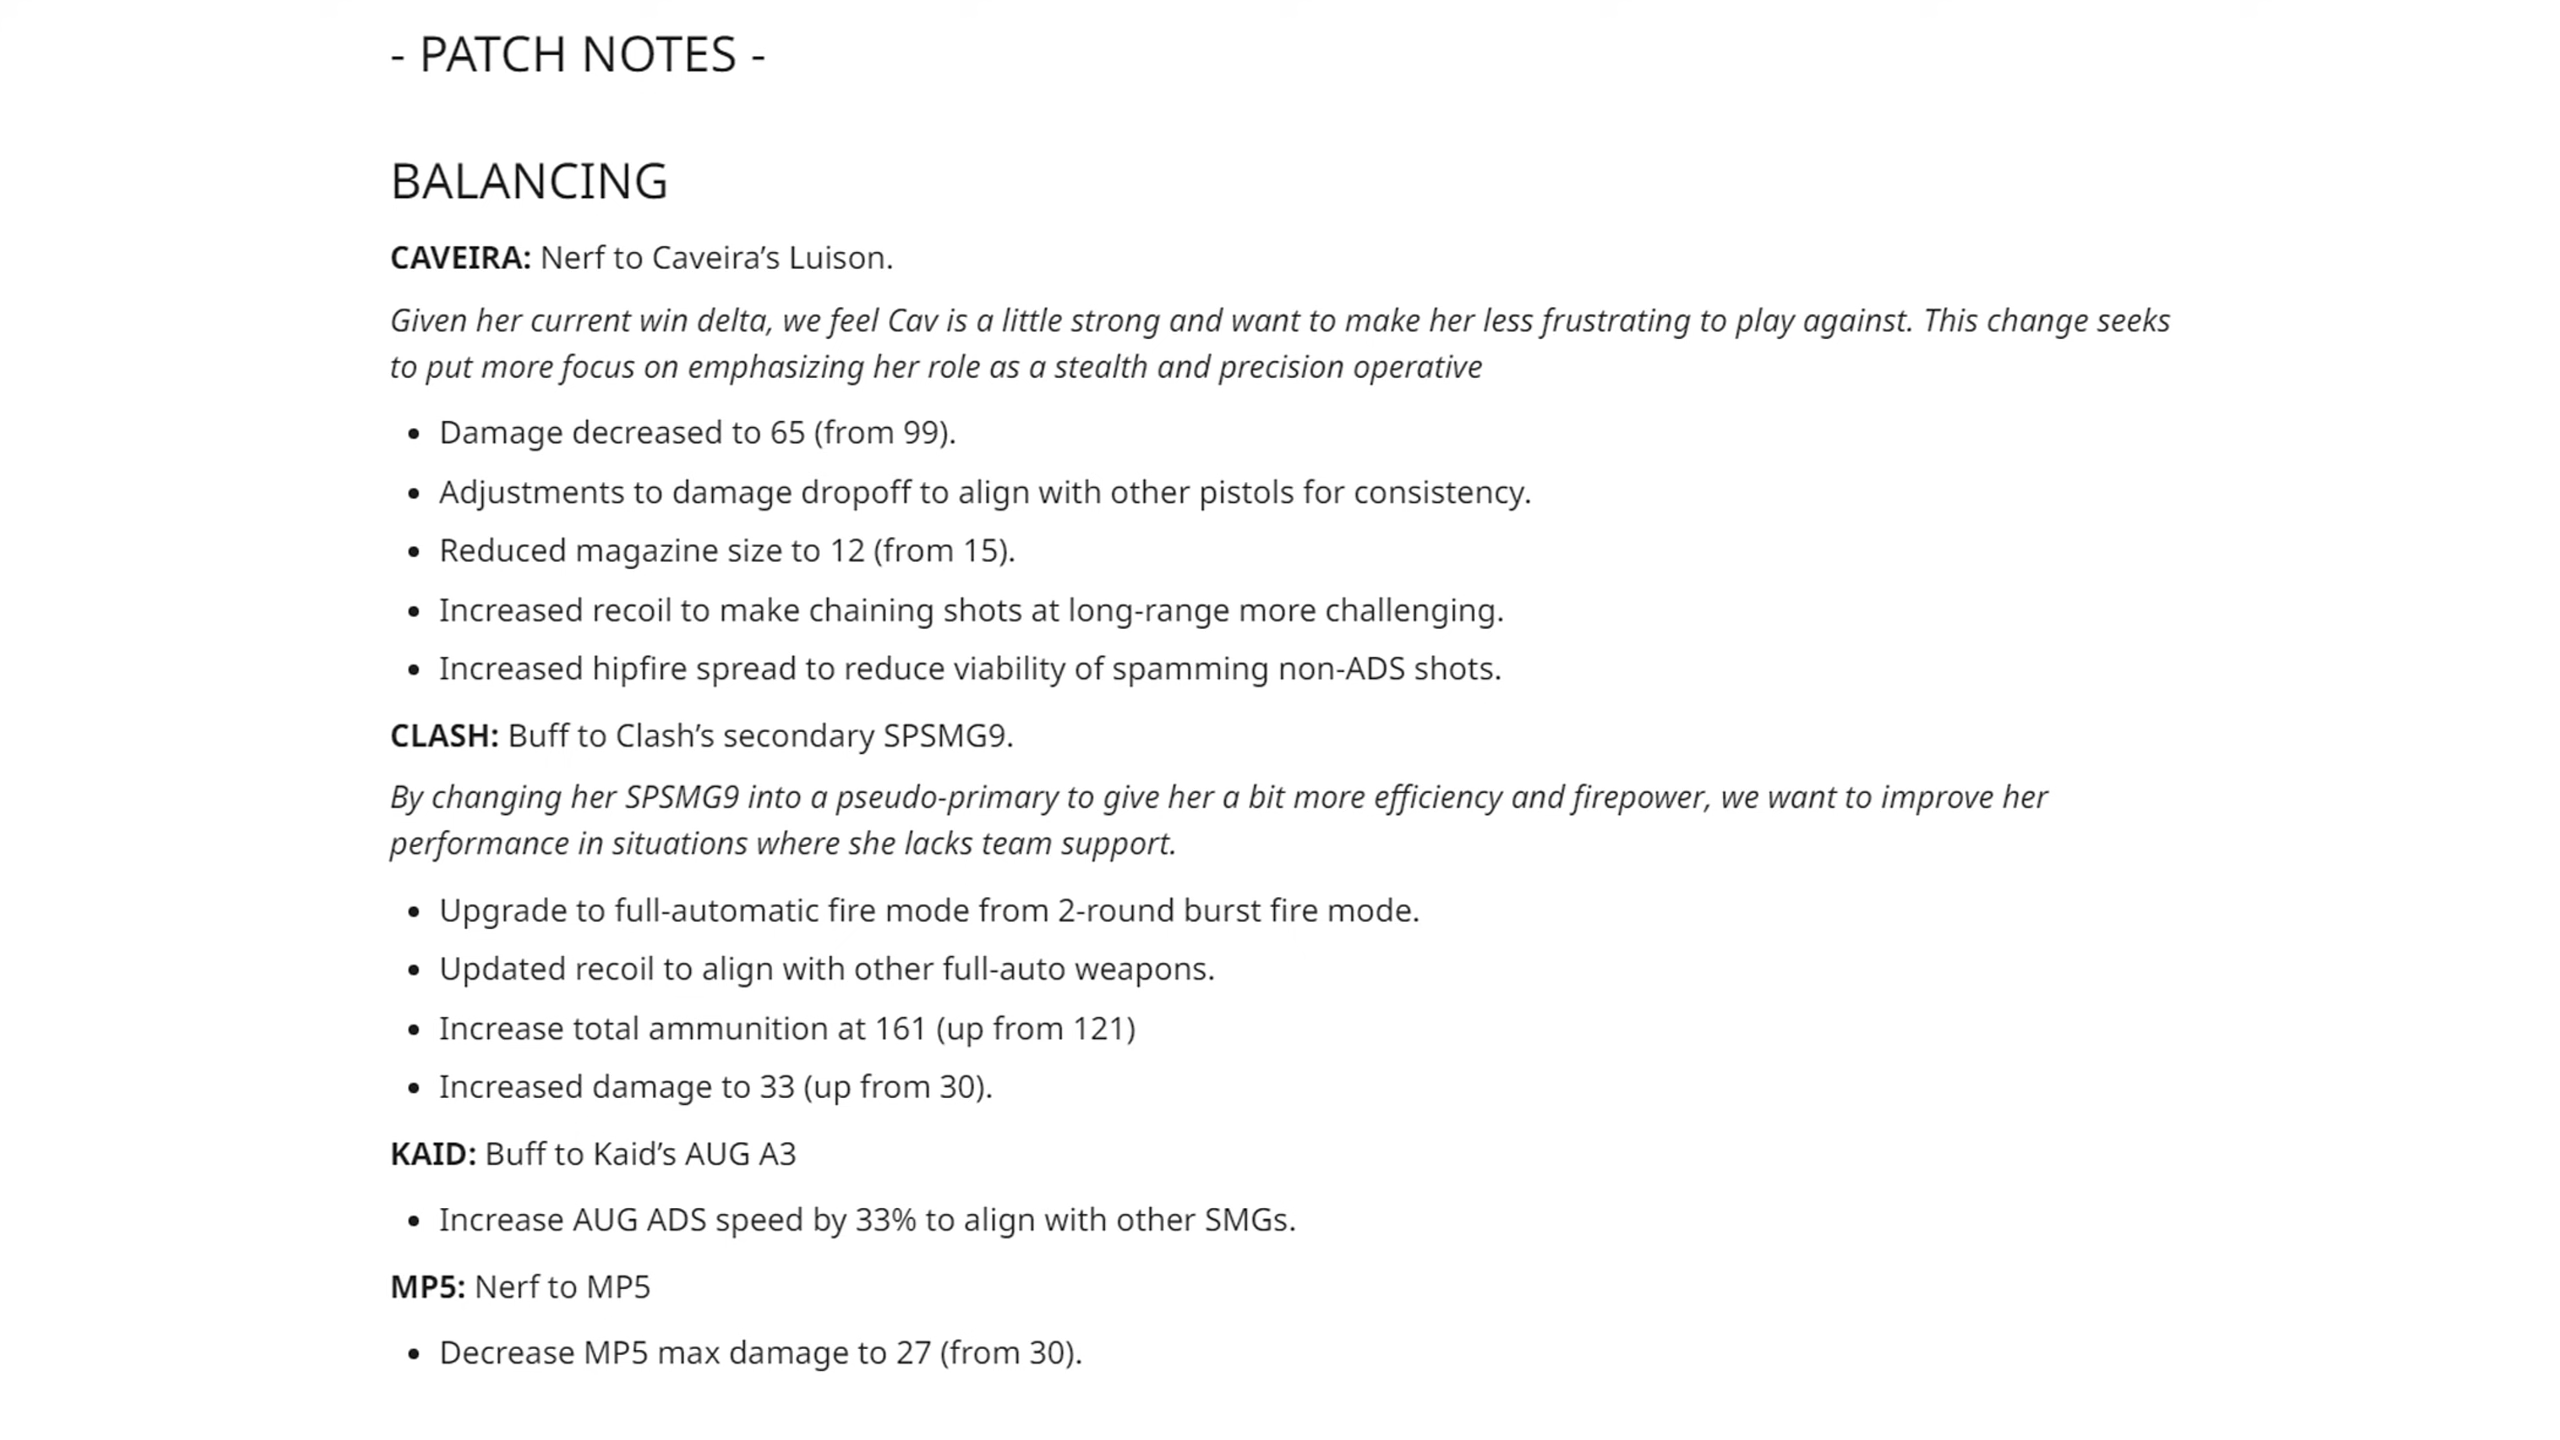 - PATCH NOTES -
BALANCING
CAVEIRA: Nerf to Caveira’s Luison.
Given her current win delta, we feel Cav is a little strong and want to make her less frustrating to play against. This change seeks
to put more focus on emphasizing her role as a stealth and precision operative
• Damage decreased to 65 (from 99).
• Adjustments to damage dropoff to align with other pistols for consistency.
• Reduced magazine size to 12 (from 15).
• Increased recoil to make chaining shots at long-range more challenging.
• Increased hipfire spread to reduce viability of spamming non-ADS shots.
CLASH: Buff to Clash’s secondary SPSMG9.
By changing her SPSMG9 into a pseudo-primary to give her a bit more efficiency and firepower, we want to improve her
performance in situations where she lacks team support.
• Upgrade to full-automatic fire mode from 2-round burst fire mode.
• Updated recoil to align with other full-auto weapons.
• Increase total ammunition at 161 (up from 121)
• Increased damage to 33 (up from 30).
KAID: Buff to Kaid’s AUG A3
• Increase AUG ADS speed by 33% to align with other SMGs.
MP5: Nerf to MP5
• Decrease MP5 max damage to 27 (from 30).